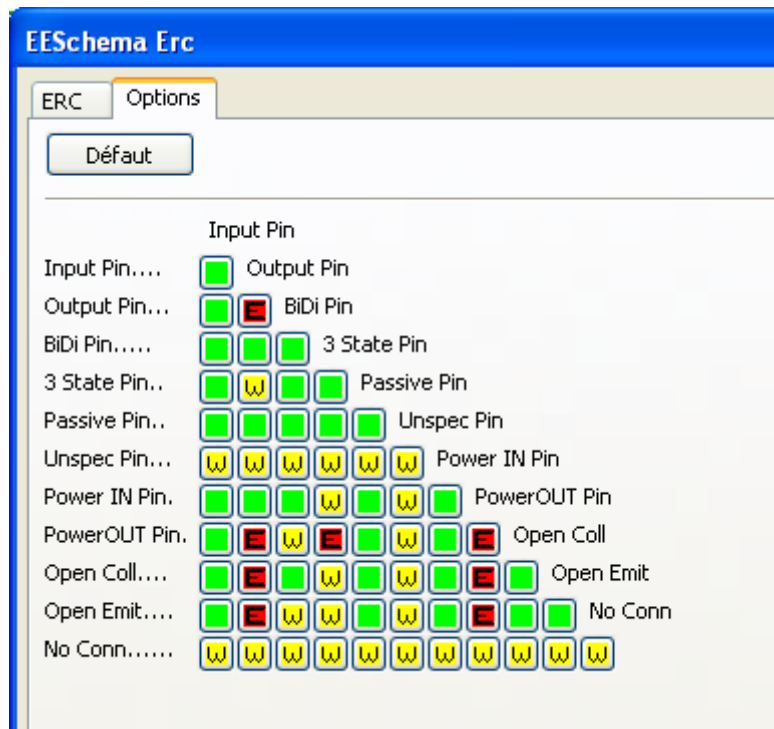 EESchema Erc
ERC Options
Défaut
Input Pin
Input Pin.... Output Pin
Output Pin... E BiDi Pin
BiDi Pin..... 3 State Pin
3 State Pin.. W Passive Pin
Passive Pin.. Unspec Pin
Unspec Pin... W W W W W W Power IN Pin
Power IN Pin. W W PowerOUT Pin
PowerOUT Pin. E W E W E Open Coll
Open Coll.... E W W E Open Emit
Open Emit.... E W W W E No Conn
No Conn...... W W W W W W W W W W W